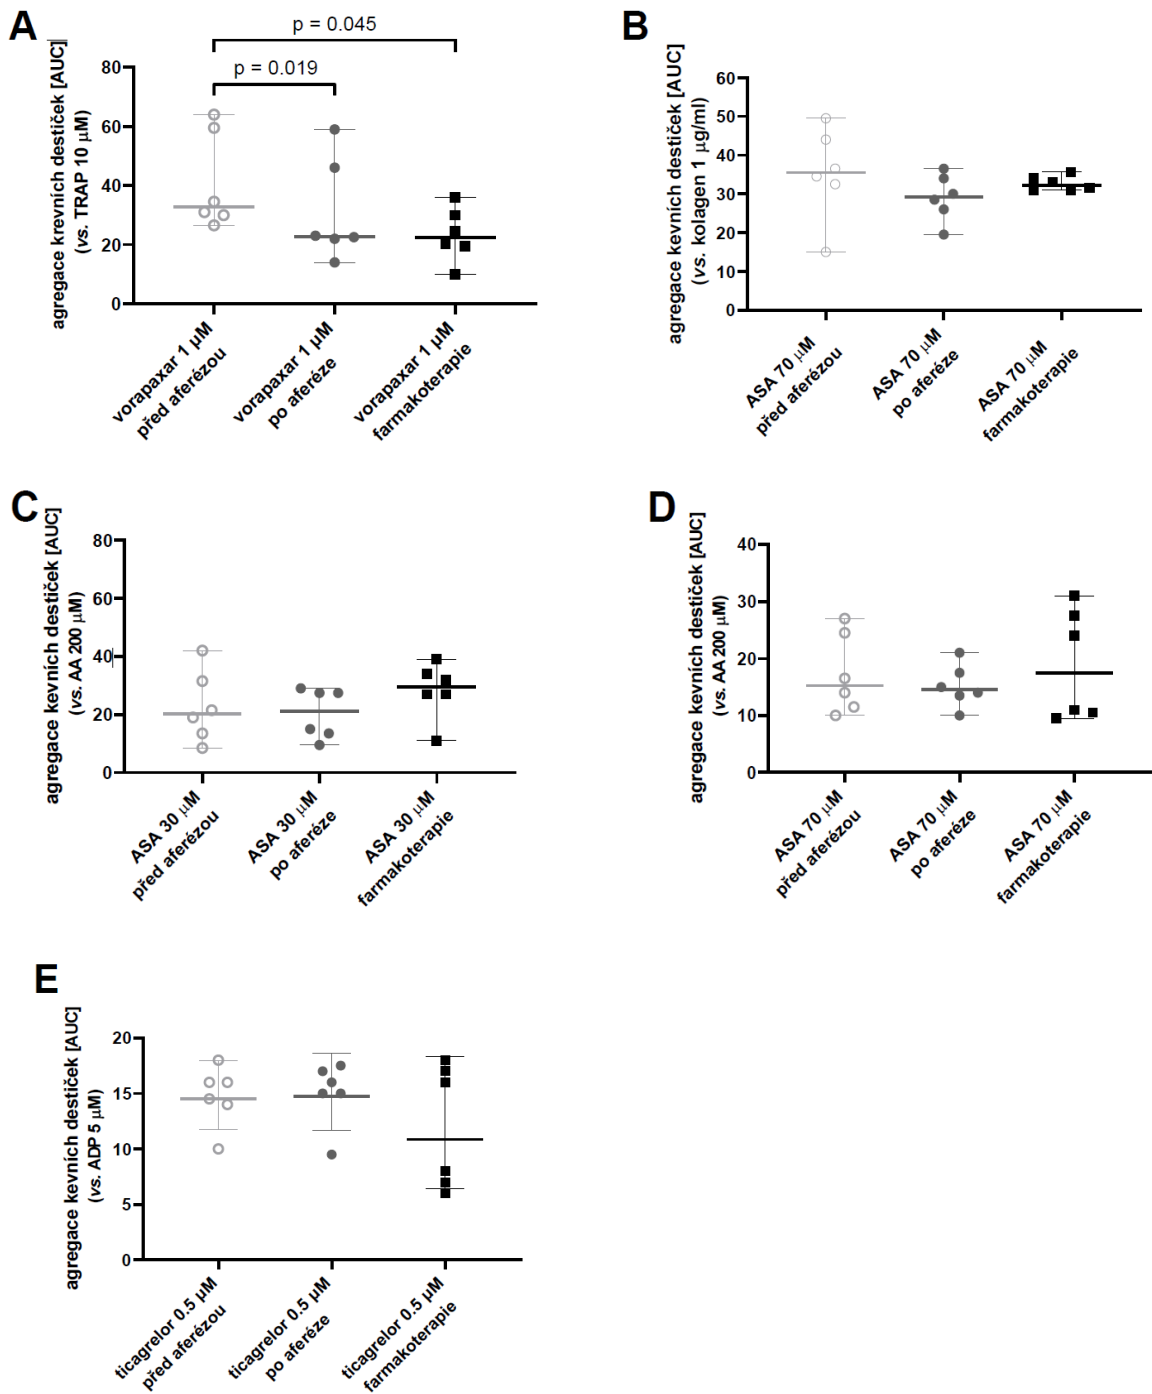 A
p = 0.045
p = 0.019
agregace krevních destiček [AUC]
(vs. TRAP 10 µM)
80
60
40
20
0
vorapaxar 1 µM
před aferézou
vorapaxar 1 µM
po aferéze
vorapaxar 1 µM
farmakoterapie
B
agregace kevních destiček [AUC]
(vs. kolagen 1 µg/ml)
60
50
40
30
20
10
0
ASA 70 µM
před aferézou
ASA 70 µM
po aferéze
ASA 70 µM
farmakoterapie
C
agregace kevních destiček [AUC]
(vs. AA 200 µM)
80
60
40
20
0
ASA 30 µM
před aferézou
ASA 30 µM
po aferéze
ASA 30 µM
farmakoterapie
D
agregace kevních destiček [AUC]
(vs. AA 200 µM)
40
30
20
10
0
ASA 70 µM
před aferézou
ASA 70 µM
po aferéze
ASA 70 µM
farmakoterapie
E
agregace kevních destiček [AUC]
(vs. ADP 5 µM)
20
15
10
5
0
ticagrelor 0.5 µM
před aferézou
ticagrelor 0.5 µM
po aferéze
ticagrelor 0.5 µM
farmakoterapie